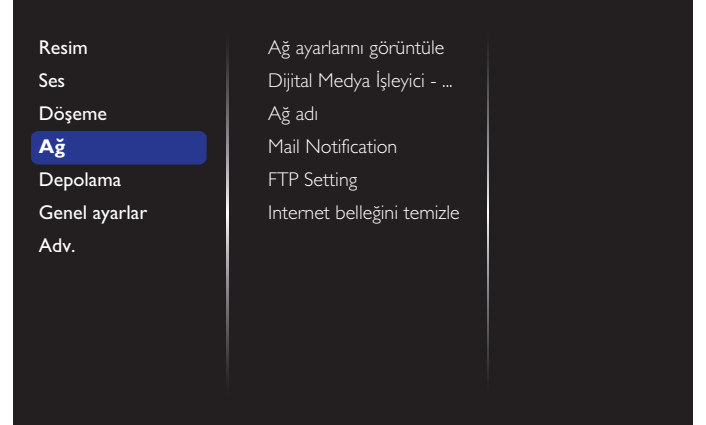 Resim
Ses
Döşeme
Ağ
Depolama
Genel ayarlar
Adv.
Ağ ayarlarını görüntüle
Dijital Medya İşleyici - ...
Ağ adı
Mail Notification
FTP Setting
Internet belleğini temizle